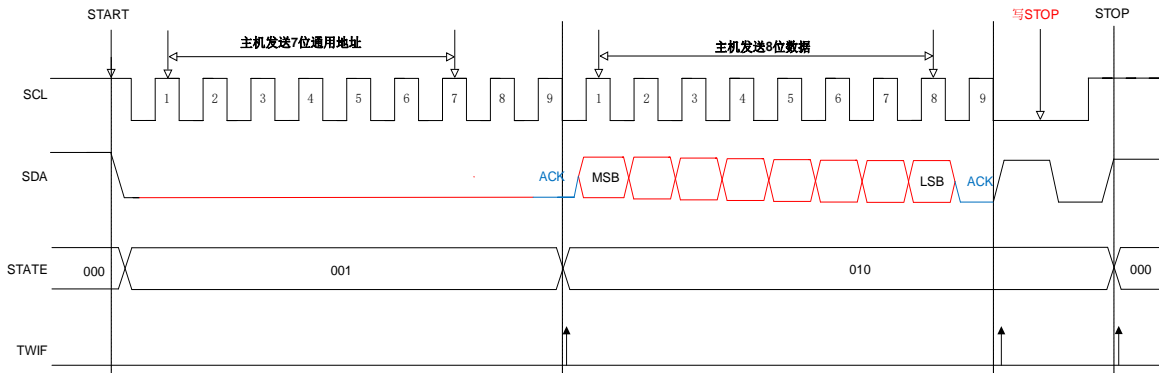 START 写STOP STOP
主机发送7位通用地址 主机发送8位数据
SCL 1 2 3 4 5 6 7 8 9 1 2 3 4 5 6 7 8 9
SDA ACK MSB LSB ACK
STATE 000 001 010 000
TWIF